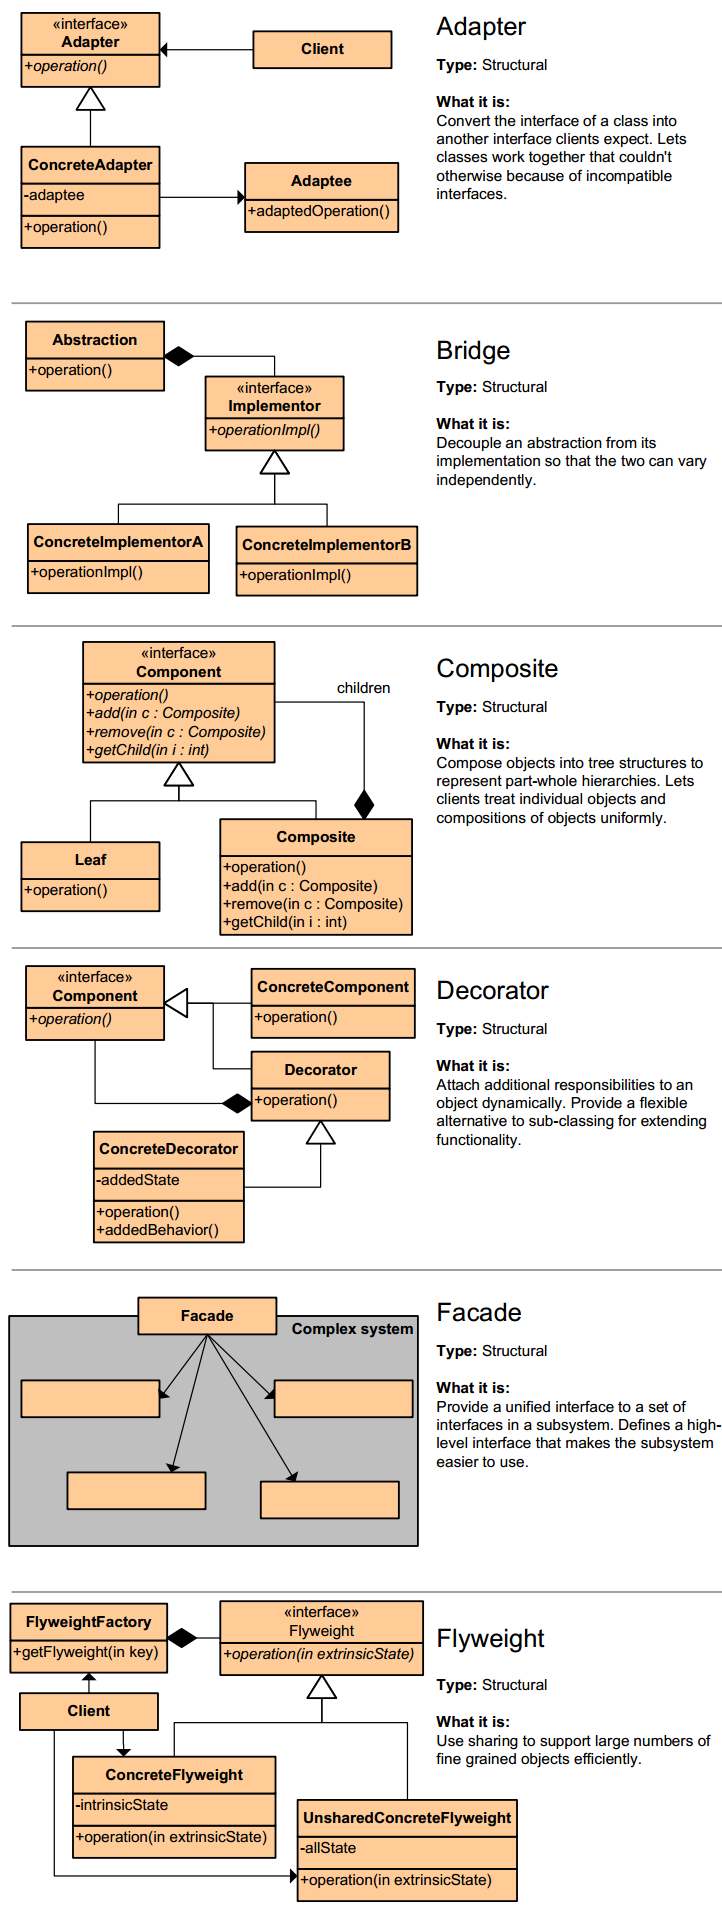 «interface»
Adapter
+operation()
Client
ConcreteAdapter
-adaptee
+operation()
Adaptee
+adaptedOperation()
Adapter
Type: Structural
What it is:
Convert the interface of a class into
another interface clients expect. Lets
classes work together that couldn't
otherwise because of incompatible
interfaces.
Abstraction
+operation()
«interface»
Implementor
+operationImpl()
ConcreteImplementorA
+operationImpl()
ConcreteImplementorB
+operationImpl()
Bridge
Type: Structural
What it is:
Decouple an abstraction from its
implementation so that the two can vary
independently.
«interface»
Component
+operation()
+add(in c : Composite)
+remove(in c : Composite)
+getChild(in i : int)
children
Leaf
+operation()
Composite
+operation()
+add(in c : Composite)
+remove(in c : Composite)
+getChild(in i : int)
Composite
Type: Structural
What it is:
Compose objects into tree structures to
represent part-whole hierarchies. Lets
clients treat individual objects and
compositions of objects uniformly.
«interface»
Component
+operation()
ConcreteComponent
+operation()
Decorator
+operation()
ConcreteDecorator
-addedState
+operation()
+addedBehavior()
Decorator
Type: Structural
What it is:
Attach additional responsibilities to an
object dynamically. Provide a flexible
alternative to sub-classing for extending
functionality.
Facade
Complex system
Facade
Type: Structural
What it is:
Provide a unified interface to a set of
interfaces in a subsystem. Defines a high-
level interface that makes the subsystem
easier to use.
FlyweightFactory
+getFlyweight(in key)
«interface»
Flyweight
+operation(in extrinsicState)
Client
ConcreteFlyweight
-intrinsicState
+operation(in extrinsicState)
UnsharedConcreteFlyweight
-allState
+operation(in extrinsicState)
Flyweight
Type: Structural
What it is:
Use sharing to support large numbers of
fine grained objects efficiently.